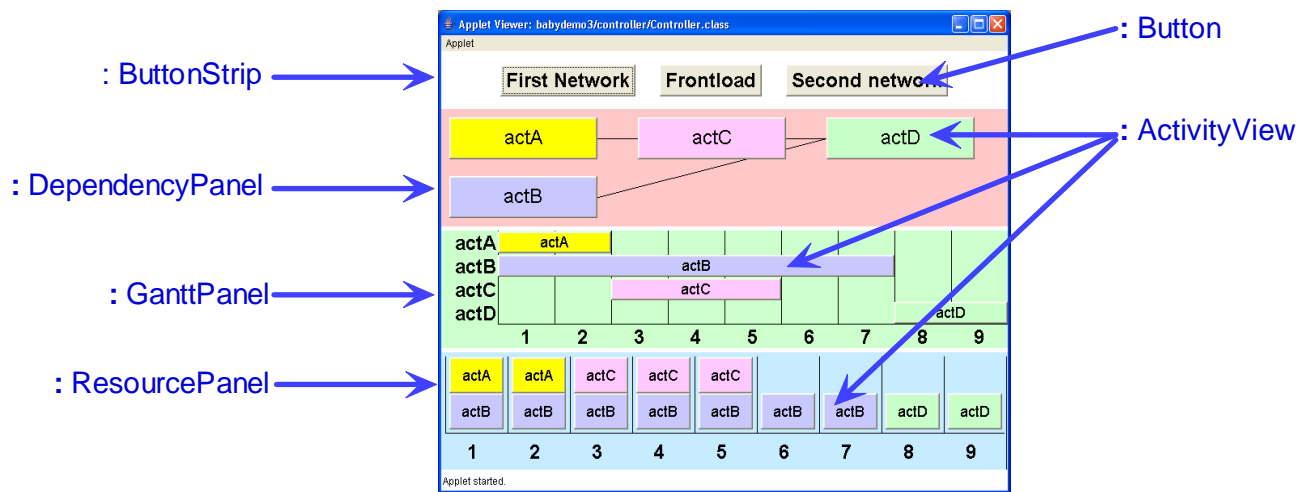 Applet Viewer: babydemo3/controller/Controller.class
Applet
: Button
: ButtonStrip
First Network Frontload Second network
actA actC actD
: ActivityView
: DependencyPanel
actB
actA actA
actB actB
: GanttPanel
actC actC
actD actD
1 2 3 4 5 6 7 8 9
: ResourcePanel
actA actA actC actC actC
actB actB actB actB actB actB actB actD actD
1 2 3 4 5 6 7 8 9
Applet started.